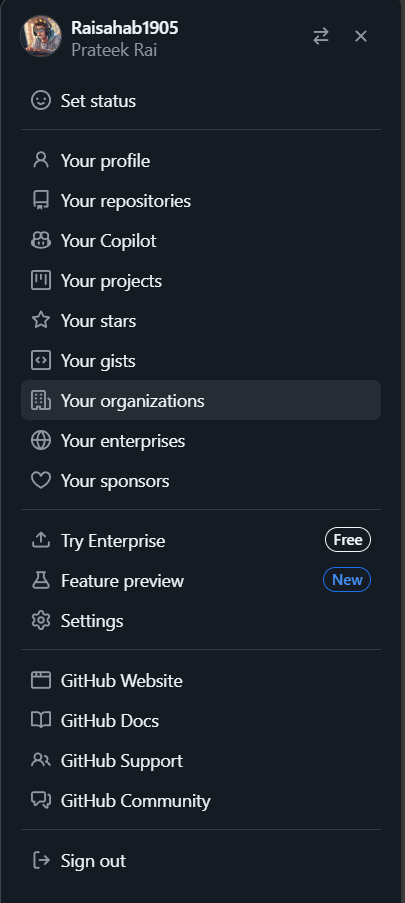 Raisahab1905
Prateek Rai
Set status
Your profile
Your repositories
Your Copilot
Your projects
Your stars
Your gists
Your organizations
Your enterprises
Your sponsors
Try Enterprise Free
Feature preview New
Settings
GitHub Website
GitHub Docs
GitHub Support
GitHub Community
Sign out